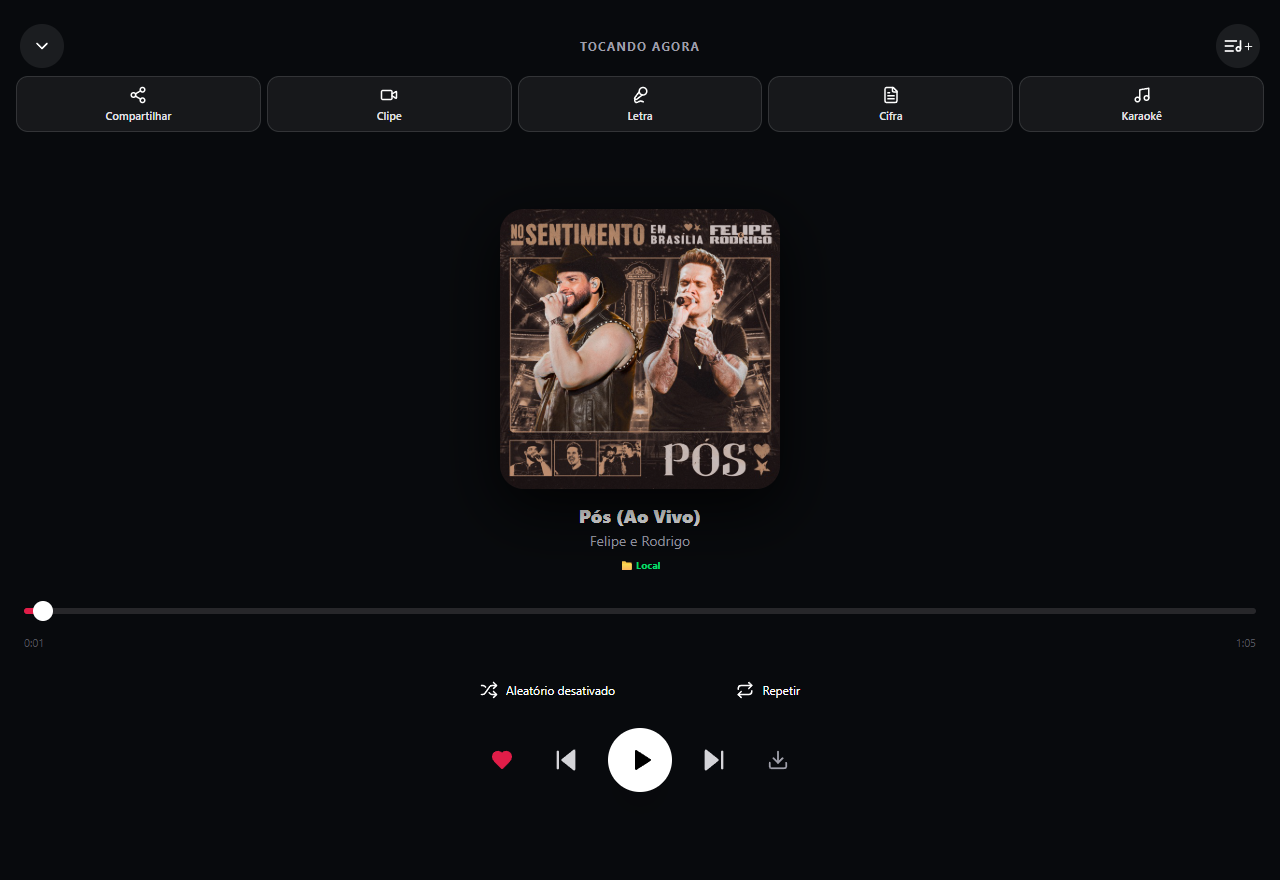 TOCANDO AGORA
Compartilhar
Clipe
Letra
Cifra
Karaokê
NO SENTIMENTO EM BRASÍLIA FELIPE RODRIGO
SENTIMENTO
PÓS
Pós (Ao Vivo)
Felipe e Rodrigo
Local
0:01
1:05
Aleatório desativado
Repetir